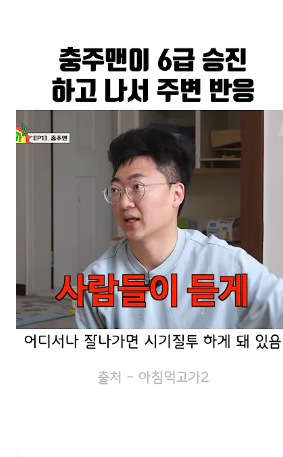 충주맨이 6급 승진
하고 나서 주변 반응
EP13. 충주맨
사람들이 듣게
어디서나 잘나가면 시기질투 하게 돼 있음
출처 - 아침먹고가2